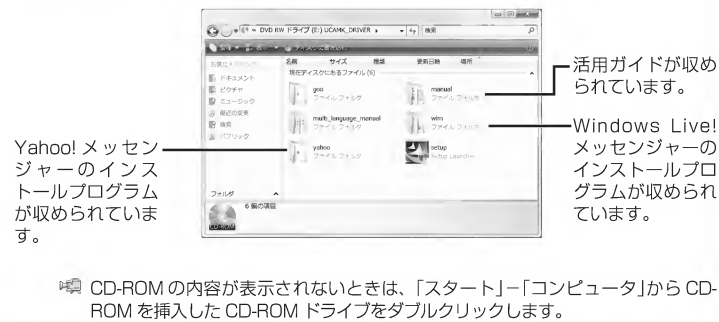 DVD RW ドライブ (E:) UCAMK_DRIVER
検索
名前 サイズ 種類 更新日時 場所
現在ディスクにあるファイル (6)
ドキュメント
ピクチャ
ミュージック
最近の変更
検索
パブリック
goo
ファイル フォルダ
manual
ファイル フォルダ
multi_language_manual
ファイル フォルダ
wlm
ファイル フォルダ
yahoo
ファイル フォルダ
setup
Setup Launcher
フォルダ
6 個の項目
CD-ROM
活用ガイドが収め
られています。
Windows Live!
メッセンジャーの
インストールプロ
グラムが収められ
ています。
Yahoo! メッセン
ジャーのインス
トールプログラム
が収められていま
す。
CD-ROM の内容が表示されないときは、「スタート」−「コンピュータ」から CD-
ROM を挿入した CD-ROM ドライブをダブルクリックします。